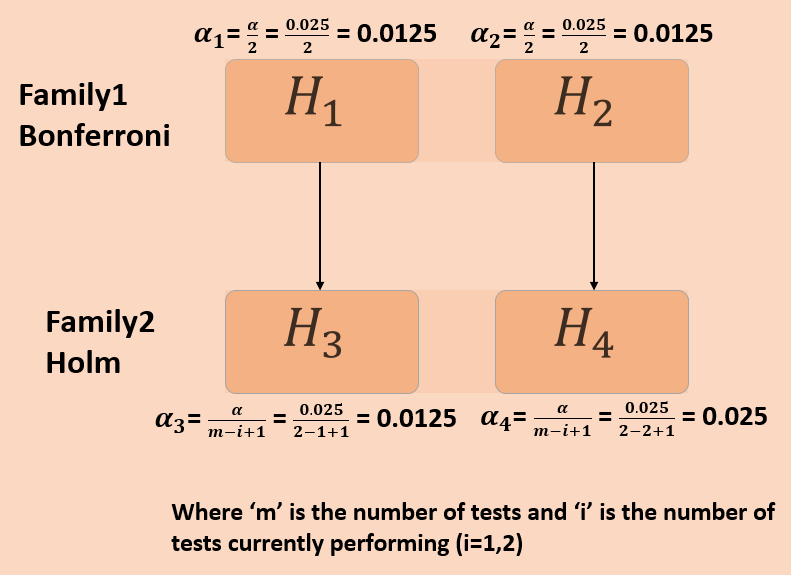 α₁= α/2 = 0.025/2 = 0.0125 α₂= α/2 = 0.025/2 = 0.0125
Family1
Bonferroni
H₁ H₂
Family2
Holm
H₃ H₄
α₃= α/m−i+1 = 0.025/2−1+1 = 0.0125 α₄= α/m−i+1 = 0.025/2−2+1 = 0.025
Where ‘m’ is the number of tests and ‘i’ is the number of
tests currently performing (i=1,2)